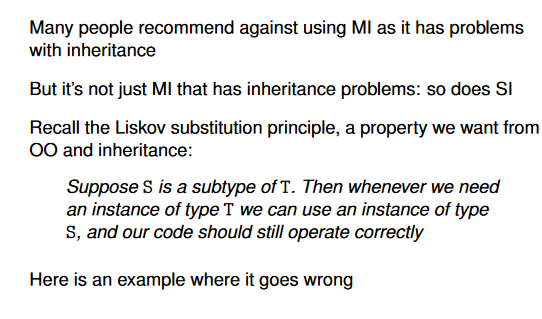 Many people recommend against using MI as it has problems
with inheritance
But it's not just MI that has inheritance problems: so does SI
Recall the Liskov substitution principle, a property we want from
OO and inheritance:
Suppose S is a subtype of T. Then whenever we need
an instance of type T we can use an instance of type
S, and our code should still operate correctly
Here is an example where it goes wrong